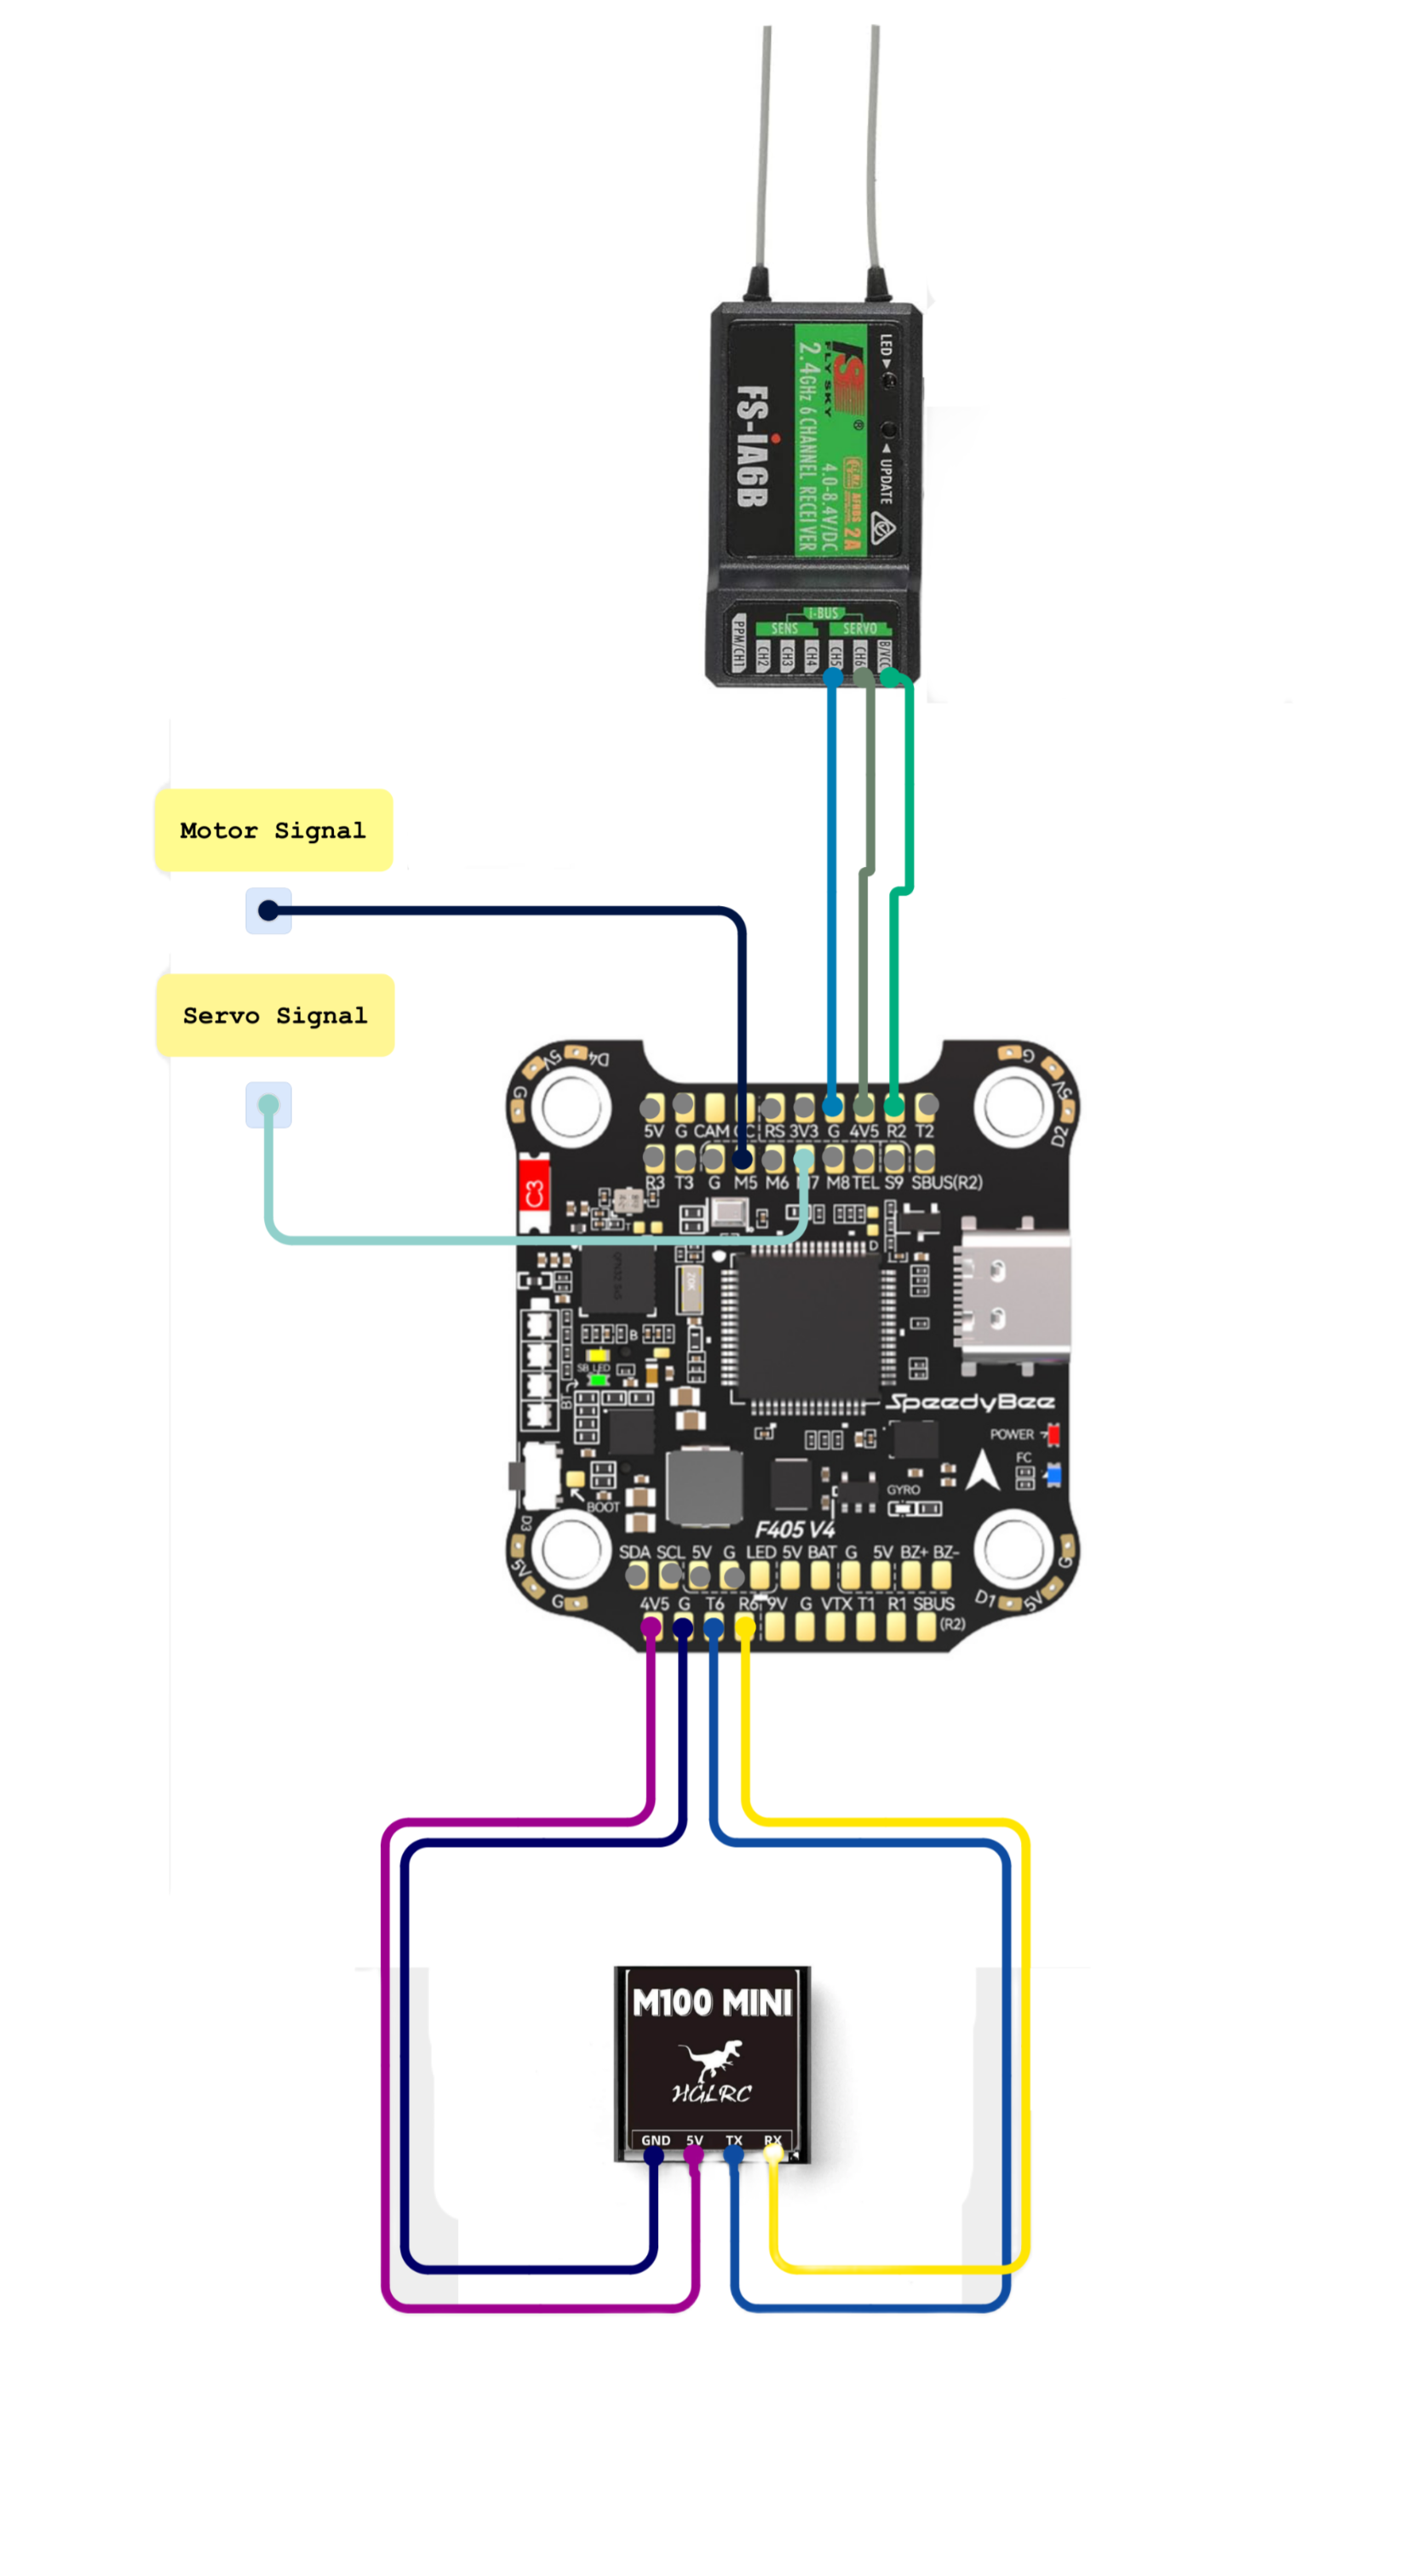 LED
UPDATE
FLY SKY
®
2.4GHz 6 CHANNEL RECEIVER
4.0-8.4V/DC
AFHDS 2A
FS-iA6B
i-BUS
SENS SERVO
PPM/CH1 CH2 CH3 CH4 CH5 CH6 B/VCC
Motor Signal
Servo Signal
D4 5V G
G 5V D2
5V G CAM CC RS 3V3 G 4V5 R2 T2
R3 T3 G M5 M6 M7 M8 TEL S9 SBUS(R2)
C3
D
20K
B
SB LED
BT
SpeedyBee
POWER
FC
GYRO
BOOT
F405 V4
D3 5V G
G 5V D1
SDA SCL 5V G LED 5V BAT G 5V BZ+ BZ-
4V5 G T6 R6 9V G VTX T1 R1 SBUS
(R2)
M100 MINI
HGLRC
GND 5V TX RX